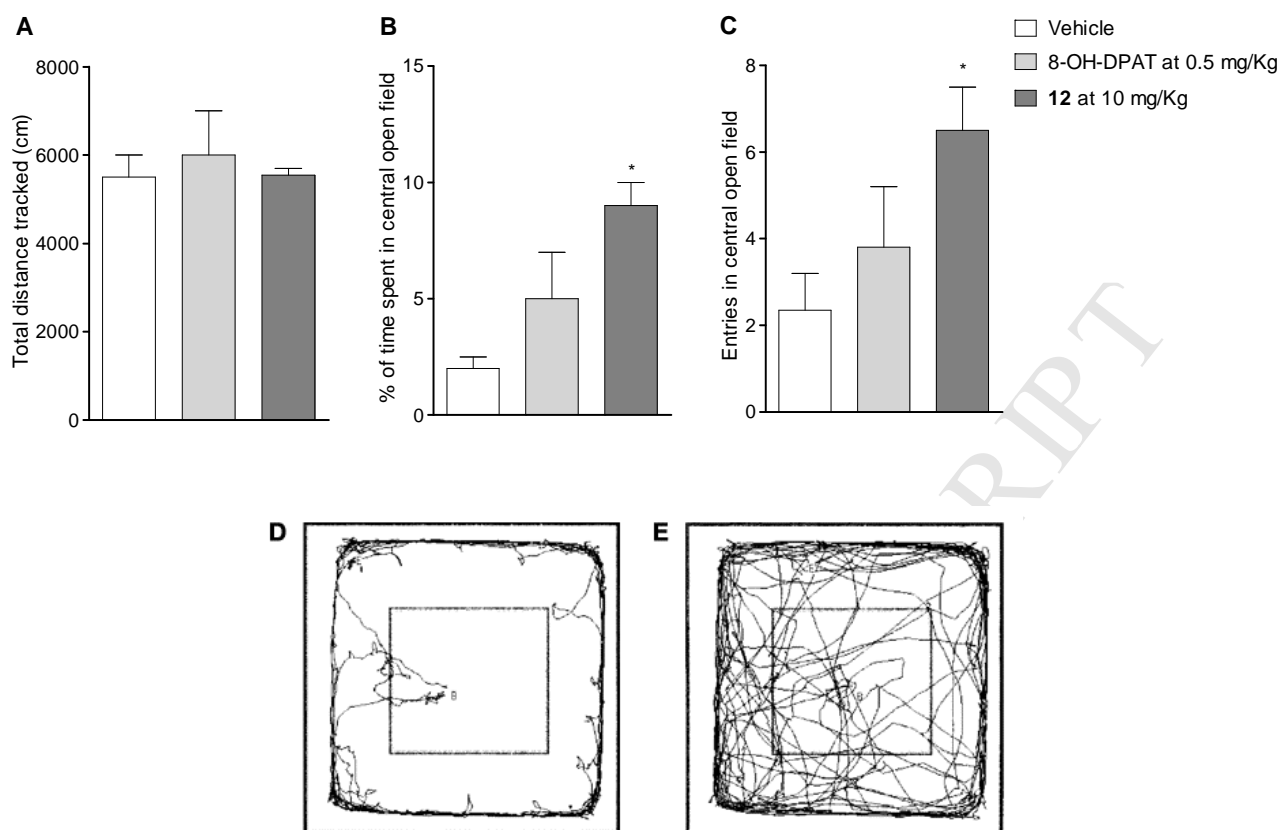 A
B
C
Vehicle
8-OH-DPAT at 0.5 mg/Kg
12 at 10 mg/Kg
Total distance tracked (cm)
8000
6000
4000
2000
0
% of time spent in central open field
15
10
5
0
*
Entries in central open field
8
6
4
2
0
*
RIPT
D
E
B